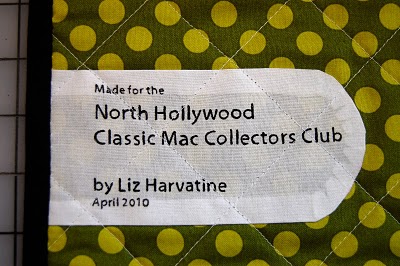 Made for the
North Hollywood
Classic Mac Collectors Club
by Liz Harvatine
April 2010